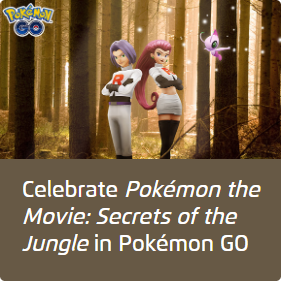 Pokémon
GO
R
Celebrate Pokémon the
Movie: Secrets of the
Jungle in Pokémon GO